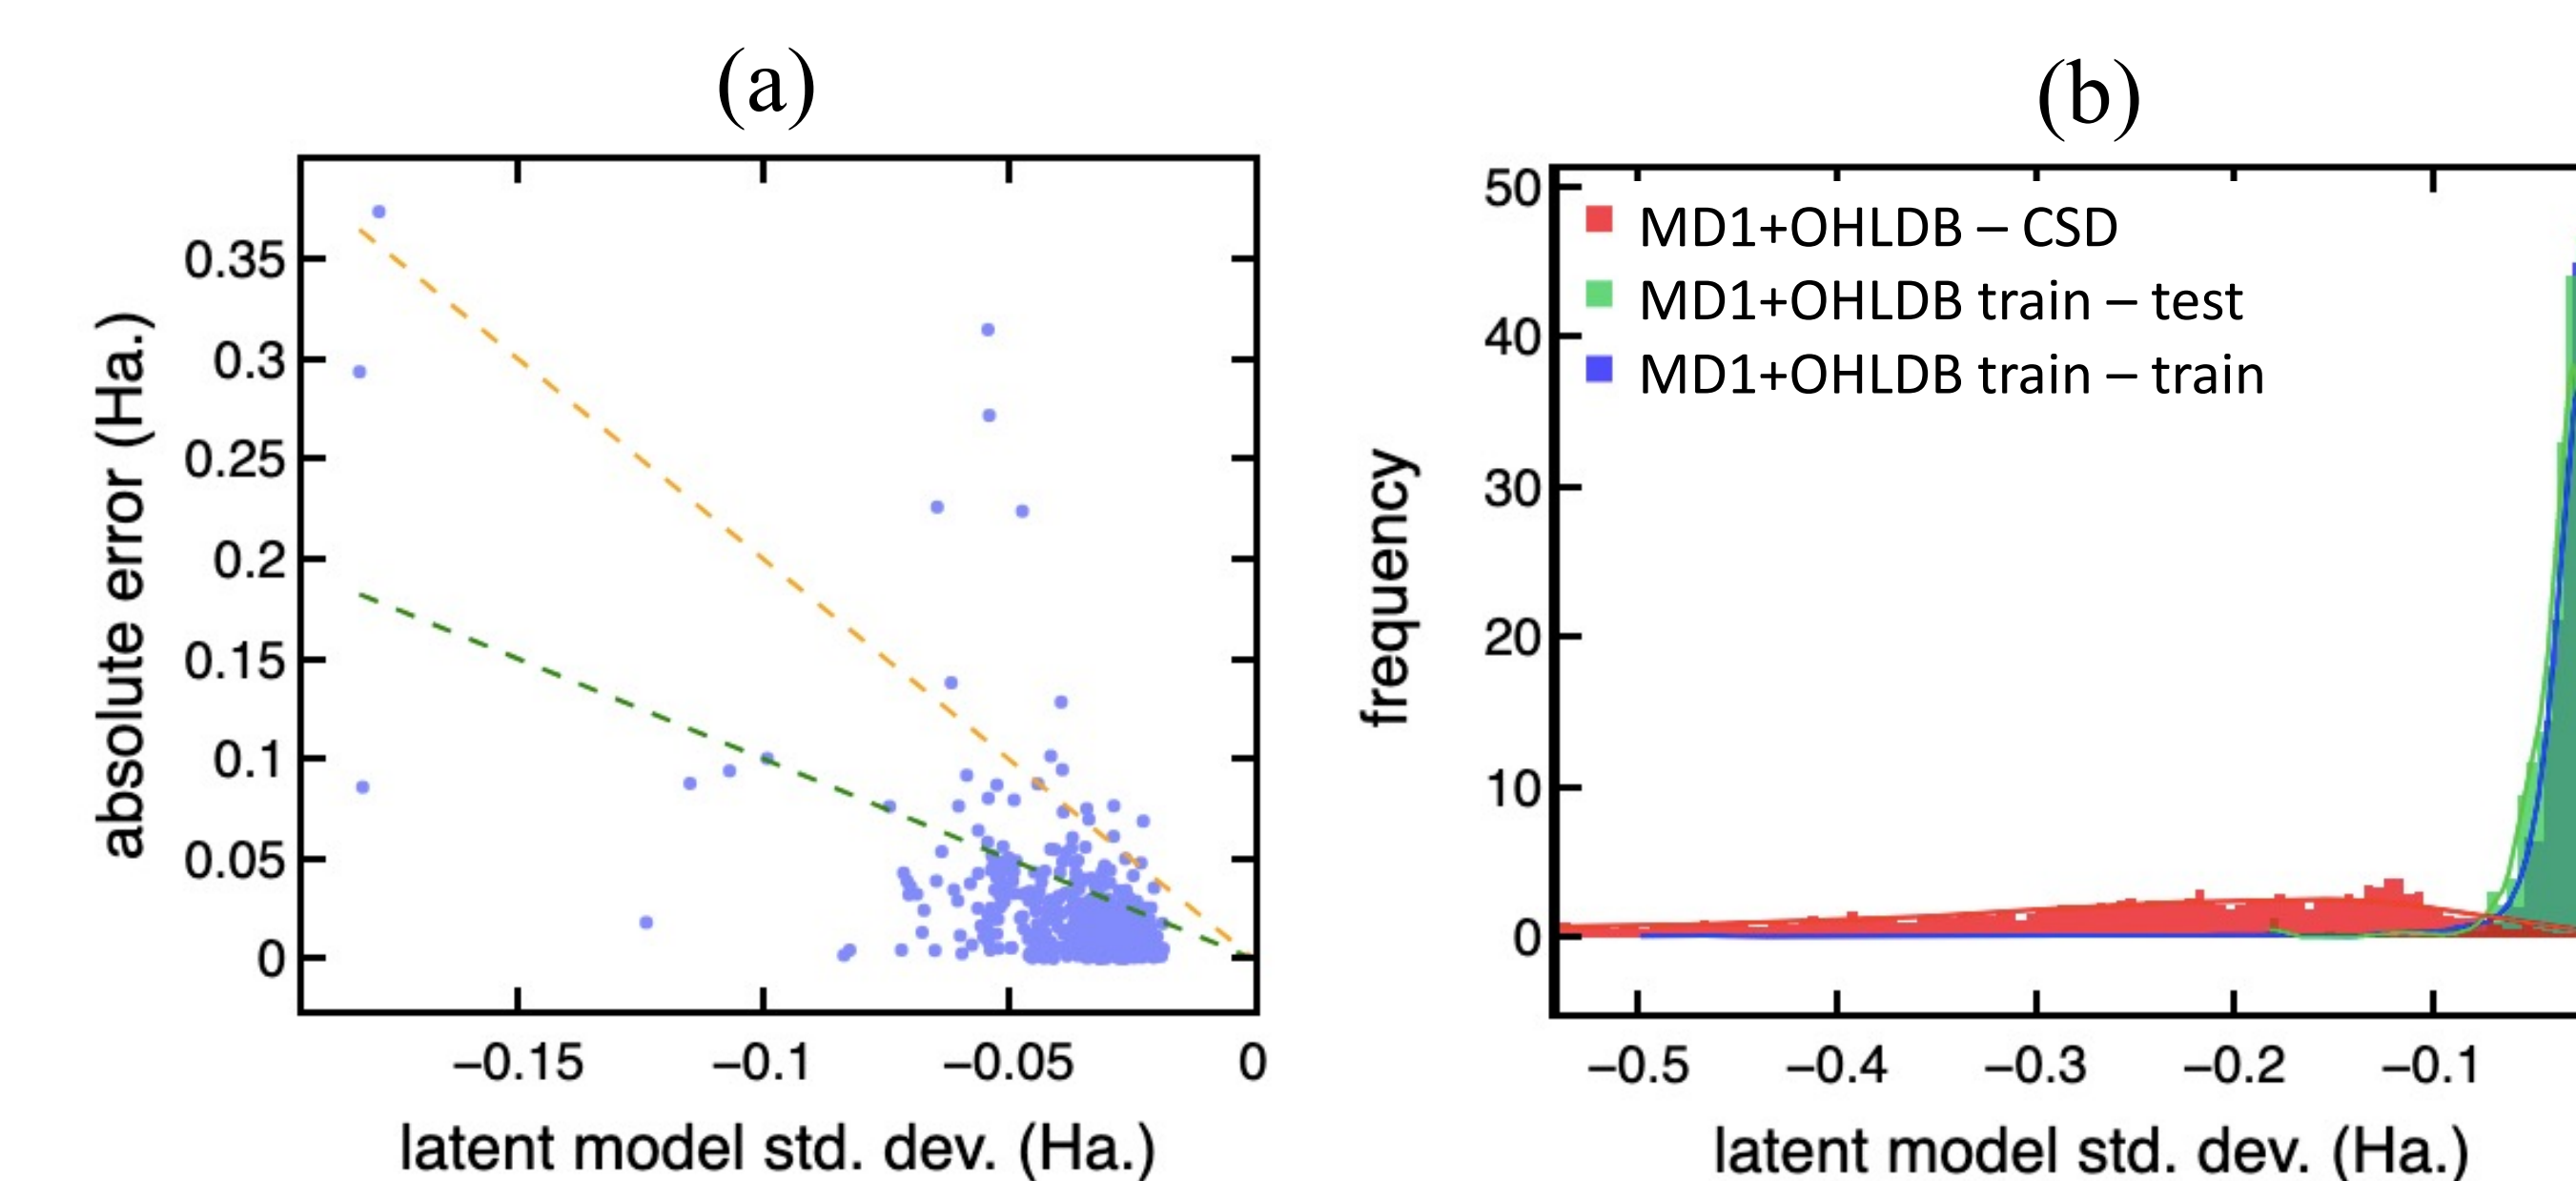 (a)
0.35
0.3
0.25
0.2
0.15
0.1
0.05
0
absolute error (Ha.)
−0.15 −0.1 −0.05 0
latent model std. dev. (Ha.)
(b)
50
40
30
20
10
0
frequency
MD1+OHLDB – CSD
MD1+OHLDB train – test
MD1+OHLDB train – train
−0.5 −0.4 −0.3 −0.2 −0.1
latent model std. dev. (Ha.)